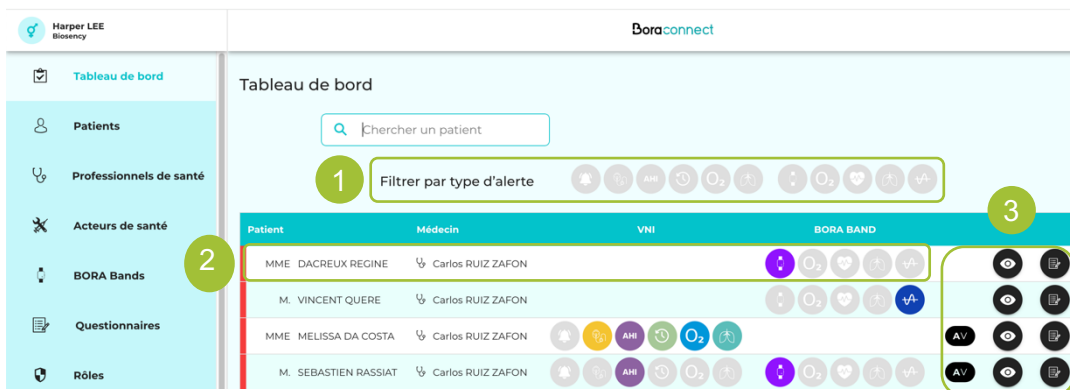 Harper LEE
Biosency
Boraconnect
Tableau de bord
Patients
Professionnels de santé
Acteurs de santé
BORA Bands
Questionnaires
Rôles
Tableau de bord
Chercher un patient
1
Filtrer par type d'alerte
AHI
O₂
O₂
3
Patient Médecin VNI BORA BAND
2
MME DACREUX REGINE Carlos RUIZ ZAFON O₂
M. VINCENT QUERE Carlos RUIZ ZAFON O₂
MME MELISSA DA COSTA Carlos RUIZ ZAFON AHI O₂ AV
M. SEBASTIEN RASSIAT Carlos RUIZ ZAFON AHI O₂ O₂ AV